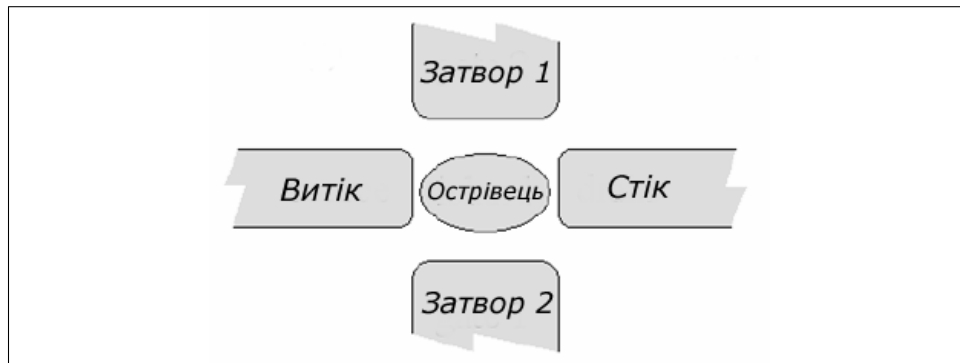 Затвор 1
Витік
Острівець
Стік
Затвор 2